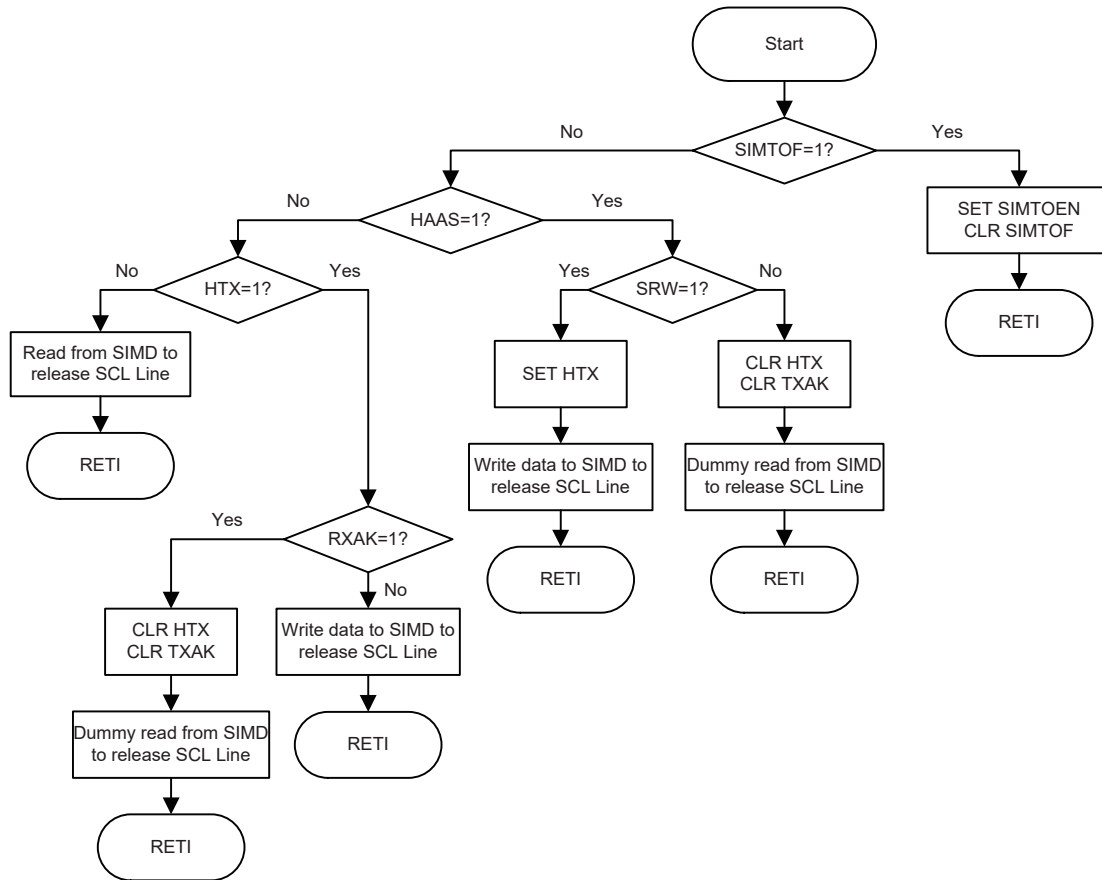 Start
No
SIMTOF=1?
Yes
No
HAAS=1?
Yes
SET SIMTOEN
CLR SIMTOF
No
HTX=1?
Yes
Yes
SRW=1?
No
RETI
Read from SIMD to
release SCL Line
SET HTX
CLR HTX
CLR TXAK
RETI
Write data to SIMD to
release SCL Line
Dummy read from SIMD
to release SCL Line
Yes
RXAK=1?
RETI
RETI
No
CLR HTX
CLR TXAK
Write data to SIMD to
release SCL Line
Dummy read from SIMD
to release SCL Line
RETI
RETI